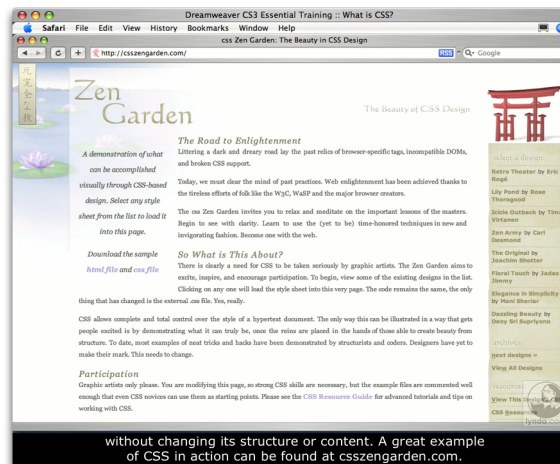 Dreamweaver CS3 Essential Training :: What is CSS?
Safari File Edit View History Bookmarks Window Help
css Zen Garden: The Beauty in CSS Design
http://csszengarden.com/
RSS
Google
Zen
Garden
The Beauty of CSS Design
A demonstration of what
can be accomplished
visually through CSS-based
design. Select any style
sheet from the list to load it
into this page.
Download the sample
html file and css file
The Road to Enlightenment
Littering a dark and dreary road lay the past relics of browser-specific tags, incompatible DOMs,
and broken CSS support.
Today, we must clear the mind of past practices. Web enlightenment has been achieved thanks to
the tireless efforts of folk like the W3C, WaSP and the major browser creators.
The css Zen Garden invites you to relax and meditate on the important lessons of the masters.
Begin to see with clarity. Learn to use the (yet to be) time-honored techniques in new and
invigorating fashion. Become one with the web.
So What is This About?
There is clearly a need for CSS to be taken seriously by graphic artists. The Zen Garden aims to
excite, inspire, and encourage participation. To begin, view some of the existing designs in the list.
Clicking on any one will load the style sheet into this very page. The code remains the same, the only
thing that has changed is the external .css file. Yes, really.
CSS allows complete and total control over the style of a hypertext document. The only way this can be illustrated in a way that gets
people excited is by demonstrating what it can truly be, once the reins are placed in the hands of those able to create beauty from
structure. To date, most examples of neat tricks and hacks have been demonstrated by structurists and coders. Designers have yet to
make their mark. This needs to change.
Participation
Graphic artists only please. You are modifying this page, so strong CSS skills are necessary, but the example files are commented well
enough that even CSS novices can use them as starting points. Please see the CSS Resource Guide for advanced tutorials and tips on
working with CSS.
select a design:
Retro Theater by Eric
Rogé
Lily Pond by Rose
Thorogood
Icicle Outback by Timo
Virtanen
Zen Army by Carl
Desmond
The Original by
Joachim Shotter
Floral Touch by Jadas
Jimmy
Elegance in Simplicity
by Mani Sheriar
Dazzling Beauty by
Deny Sri Supriyono
archives:
next designs »
View All Designs
resources:
View This Design's CSS
CSS Resources
lynda.com
without changing its structure or content. A great example
of CSS in action can be found at csszengarden.com.